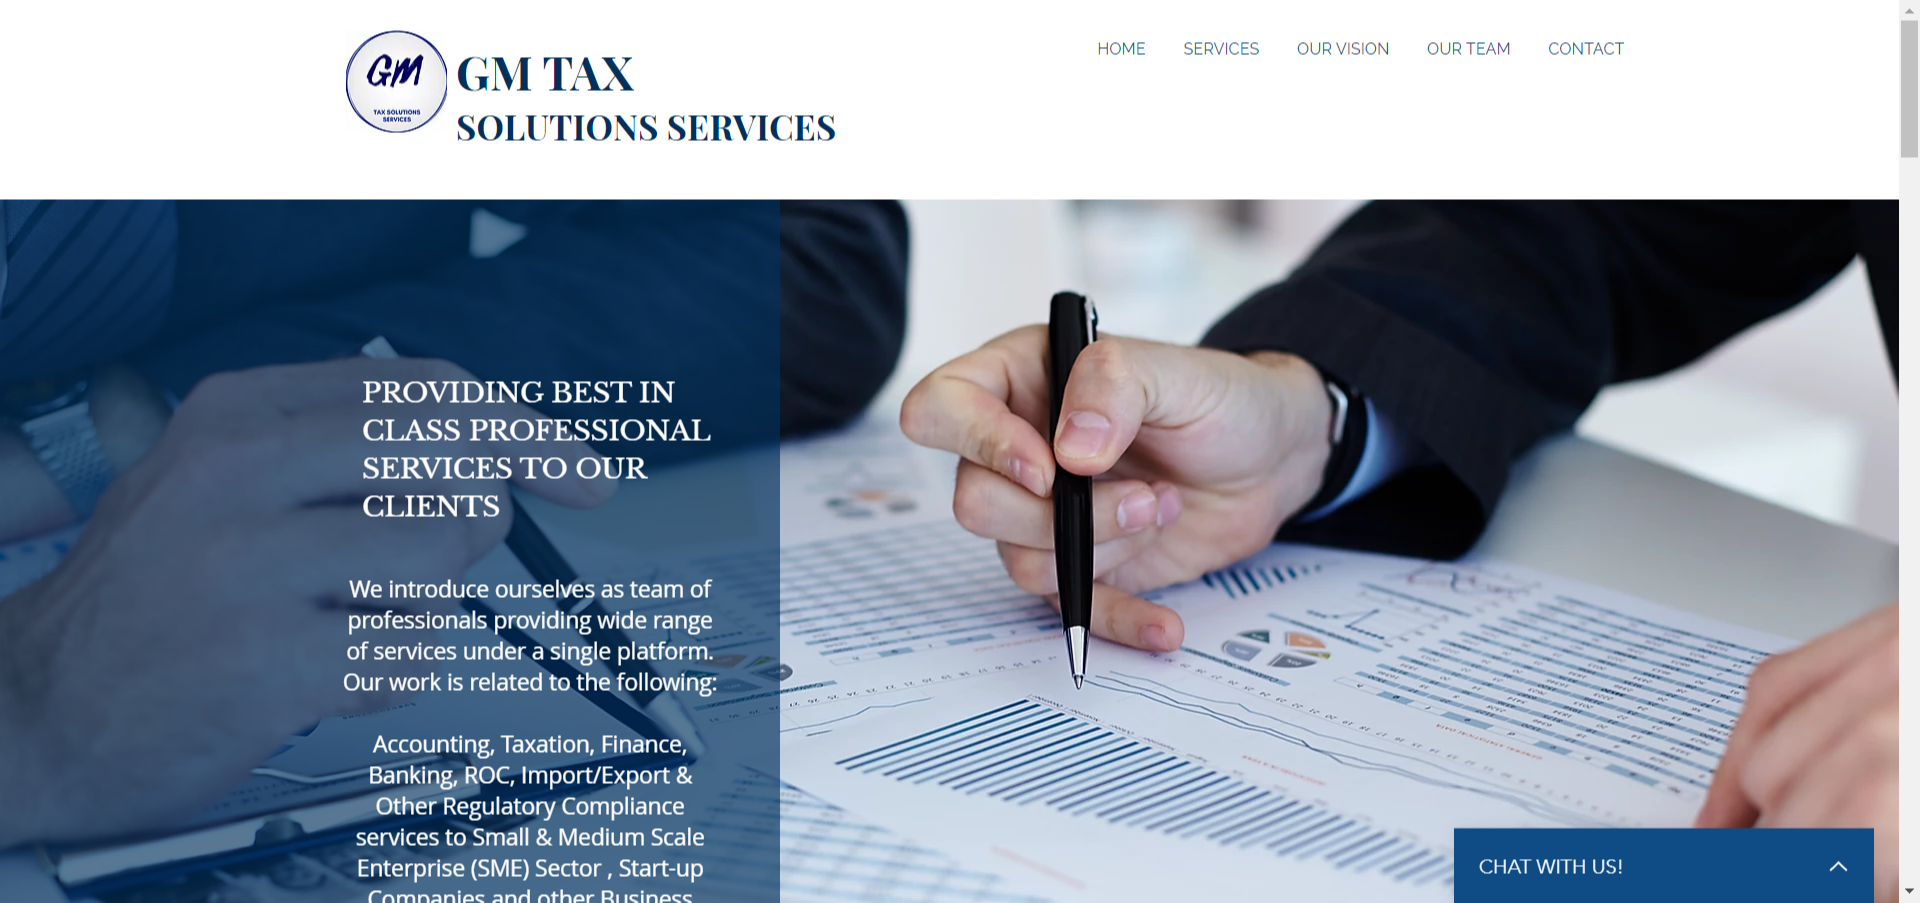 GM
TAX SOLUTIONS
SERVICES
GM TAX
SOLUTIONS SERVICES
HOME
SERVICES
OUR VISION
OUR TEAM
CONTACT
PROVIDING BEST IN
CLASS PROFESSIONAL
SERVICES TO OUR
CLIENTS
We introduce ourselves as team of
professionals providing wide range
of services under a single platform.
Our work is related to the following:
Accounting, Taxation, Finance,
Banking, ROC, Import/Export &
Other Regulatory Compliance
services to Small & Medium Scale
Enterprise (SME) Sector , Start-up
Companies and other Business
CHAT WITH US!